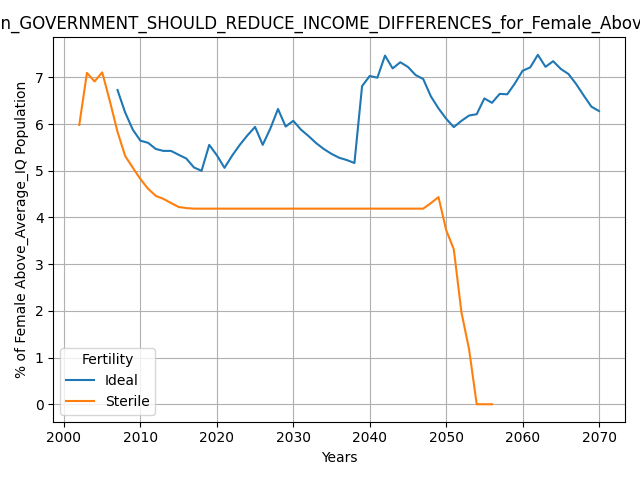 n_GOVERNMENT_SHOULD_REDUCE_INCOME_DIFFERENCES_for_Female_Abov
% of Female Above_Average_IQ Population
7
6
5
4
3
2
1
0
Fertility
Ideal
Sterile
2000 2010 2020 2030 2040 2050 2060 2070
Years